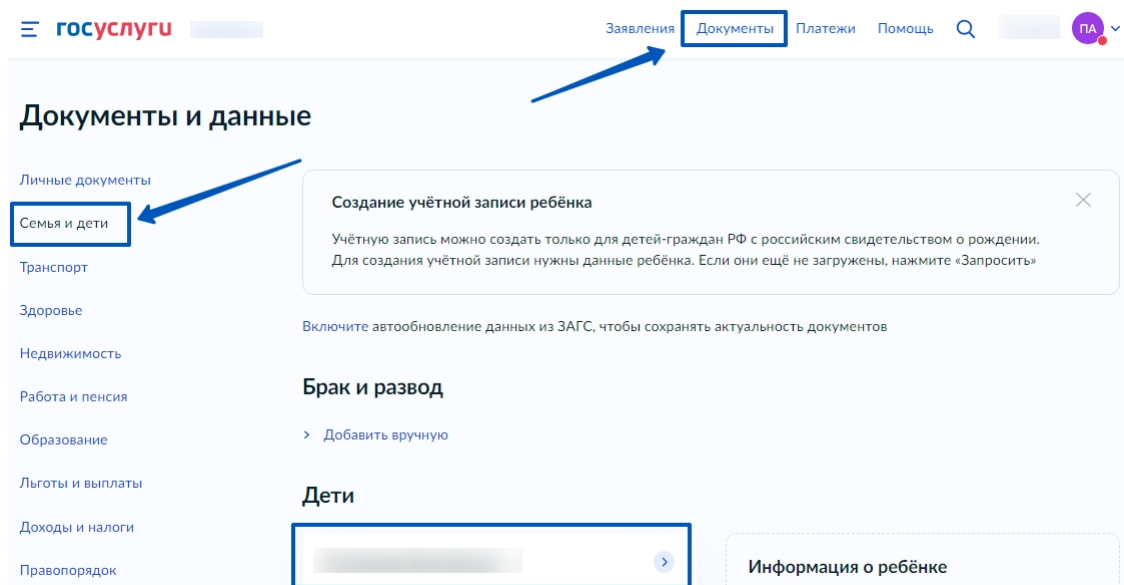 госуслуги
Заявления Документы Платежи Помощь ПА
Документы и данные
Личные документы
Семья и дети
Транспорт
Здоровье
Недвижимость
Работа и пенсия
Образование
Льготы и выплаты
Доходы и налоги
Правопорядок
Создание учётной записи ребёнка
Учётную запись можно создать только для детей-граждан РФ с российским свидетельством о рождении.
Для создания учётной записи нужны данные ребёнка. Если они ещё не загружены, нажмите «Запросить»
Включите автообновление данных из ЗАГС, чтобы сохранять актуальность документов
Брак и развод
Добавить вручную
Дети
Информация о ребёнке